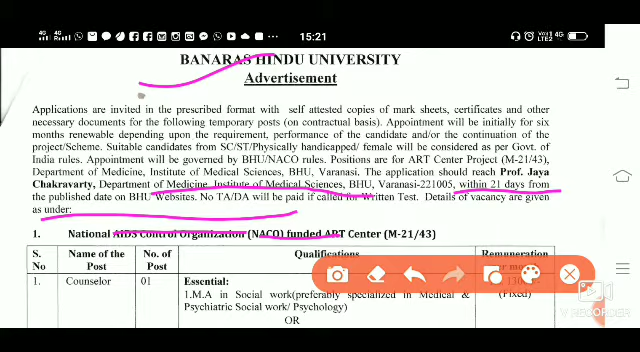 4G 15:21 4G
LTE2
BANARAS HINDU UNIVERSITY
Advertisement
Applications are invited in the prescribed format with self attested copies of mark sheets, certificates and other
necessary documents for the following temporary posts (on contractual basis). Appointment will be initially for
six months renewable depending upon the requirement, performance of the candidate and/or the continuation of the
project/Scheme. Suitable candidates from SC/ST/Physically handicapped/ female will be considered as per Govt. of
India rules. Appointment will be governed by BHU/NACO rules. Positions are for ART Center Project (M-21/43),
Department of Medicine, Institute of Medical Sciences, BHU, Varanasi. The application should reach Prof. Jaya
Chakravarty, Department of Medicine, Institute of Medical Sciences, BHU, Varanasi-221005, within 21 days from
the published date on BHU Websites. No TA/DA will be paid if called for Written Test. Details of vacancy are given
as under:
1. National AIDS Control Organization (NACO) funded ART Center (M-21/43)
S. No Name of the Post No. of Post Qualifications Remuneration
1. Counselor 01 Essential:
1.M.A in Social work(preferably specialized in Medical & (Fixed)
Psychiatric Social work/ Psychology)
OR
V RECORDER